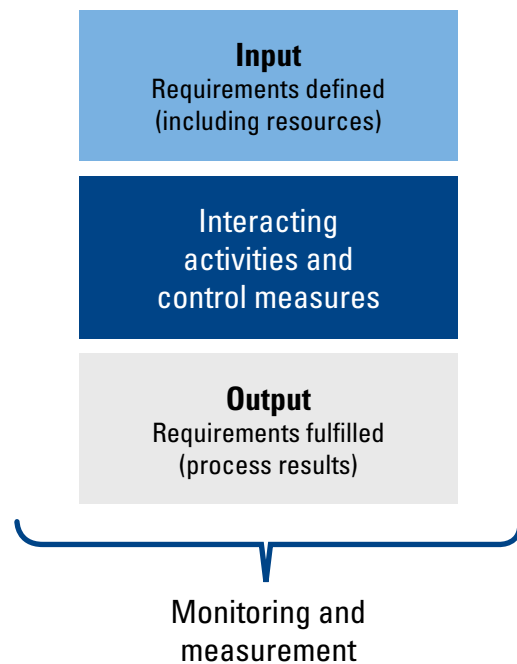 Input
Requirements defined
(including resources)
Interacting
activities and
control measures
Output
Requirements fulfilled
(process results)
Monitoring and
measurement